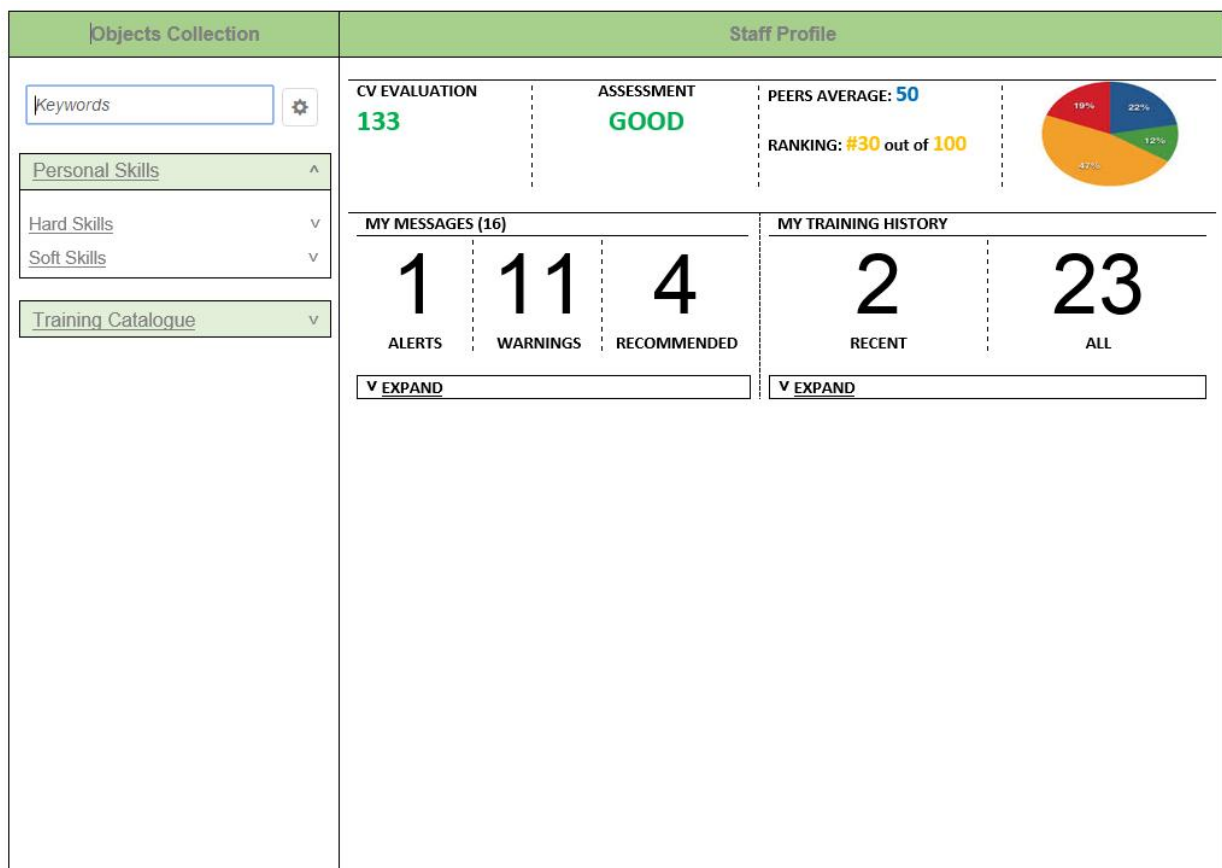 Objects Collection
Staff Profile
Keywords
Personal Skills ^
Hard Skills v
Soft Skills v
Training Catalogue v
CV EVALUATION
133
ASSESSMENT
GOOD
PEERS AVERAGE: 50
RANKING: #30 out of 100
19%
22%
12%
47%
MY MESSAGES (16)
1
ALERTS
11
WARNINGS
4
RECOMMENDED
v EXPAND
MY TRAINING HISTORY
2
RECENT
23
ALL
v EXPAND